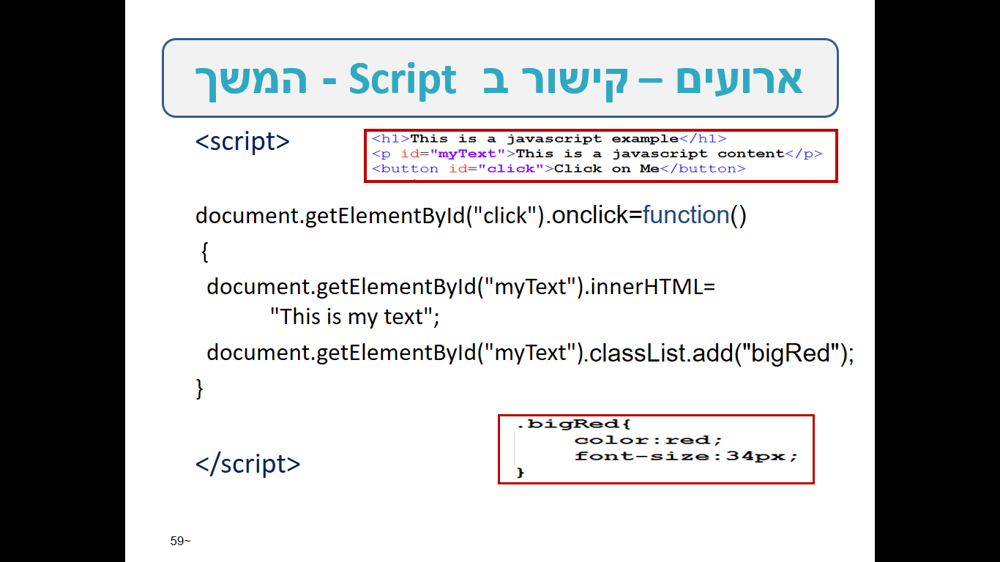 ארועים – קישור ב Script - המשך
<script>
<h1>This is a javascript example</h1>
<p id="myText">This is a javascript content</p>
<button id="click">Click on Me</button>
document.getElementById("click").onclick=function()
{
document.getElementById("myText").innerHTML=
"This is my text";
document.getElementById("myText").classList.add("bigRed");
}
.bigRed{
color:red;
font-size:34px;
}
</script>
59~